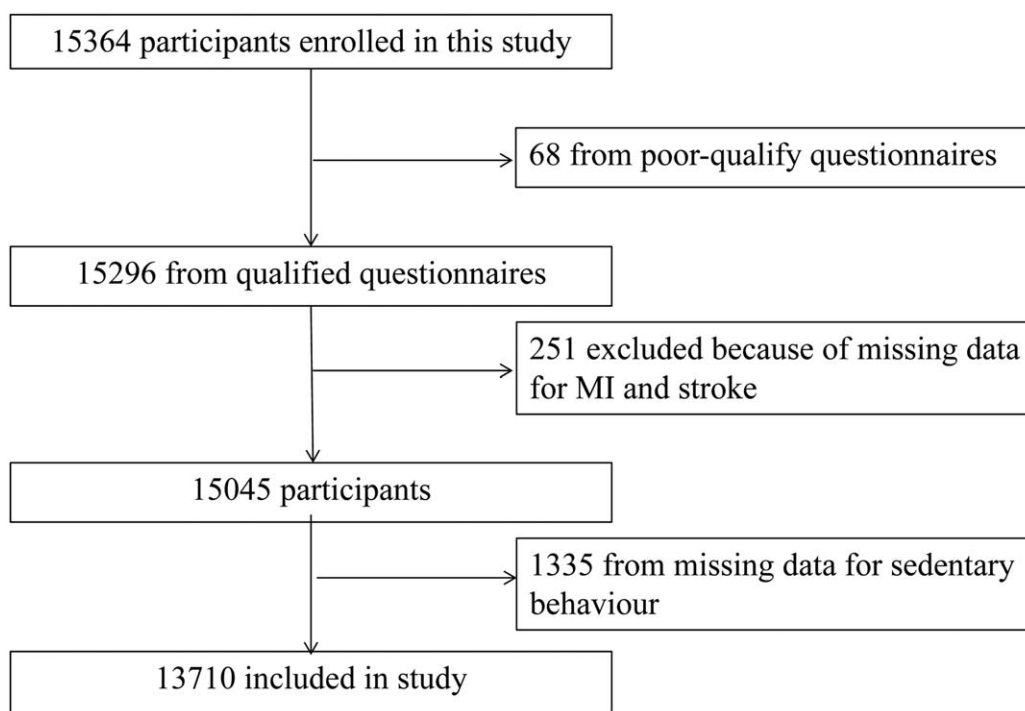 15364 participants enrolled in this study
68 from poor-qualify questionnaires
15296 from qualified questionnaires
251 excluded because of missing data
for MI and stroke
15045 participants
1335 from missing data for sedentary
behaviour
13710 included in study